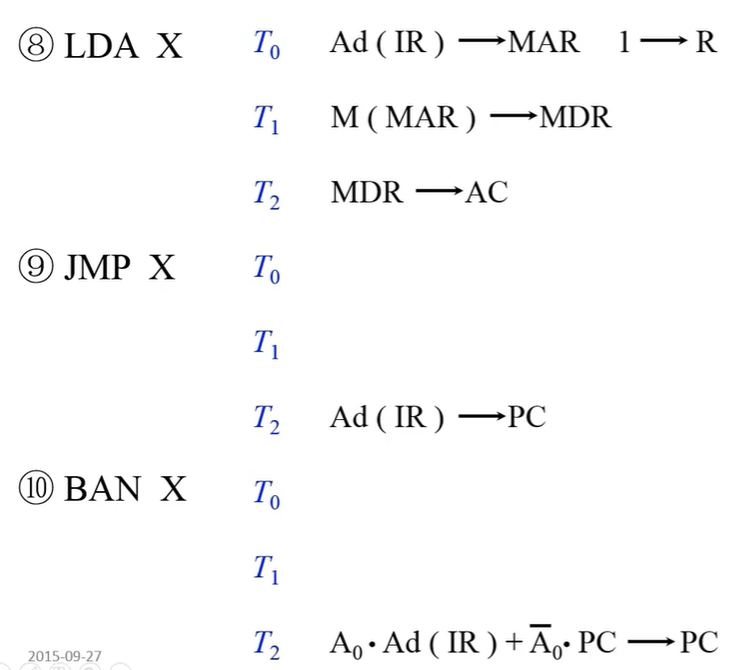 ⑧ LDA X T₀ Ad ( IR ) ⟶ MAR 1 ⟶ R
T₁ M ( MAR ) ⟶ MDR
T₂ MDR ⟶ AC
⑨ JMP X T₀
T₁
T₂ Ad ( IR ) ⟶ PC
⑩ BAN X T₀
T₁
T₂ A₀ • Ad ( IR ) + A̅₀ • PC ⟶ PC
2015-09-27